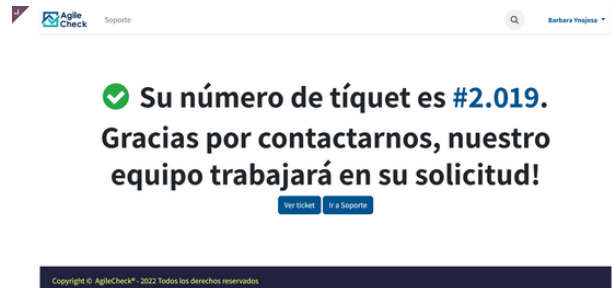 Agile
Check
Soporte
Barbara Ynojosa
Su número de tíquet es #2.019.
Gracias por contactarnos, nuestro
equipo trabajará en su solicitud!
Ver ticket
Ir a Soporte
Copyright © AgileCheck® - 2022 Todos los derechos reservados